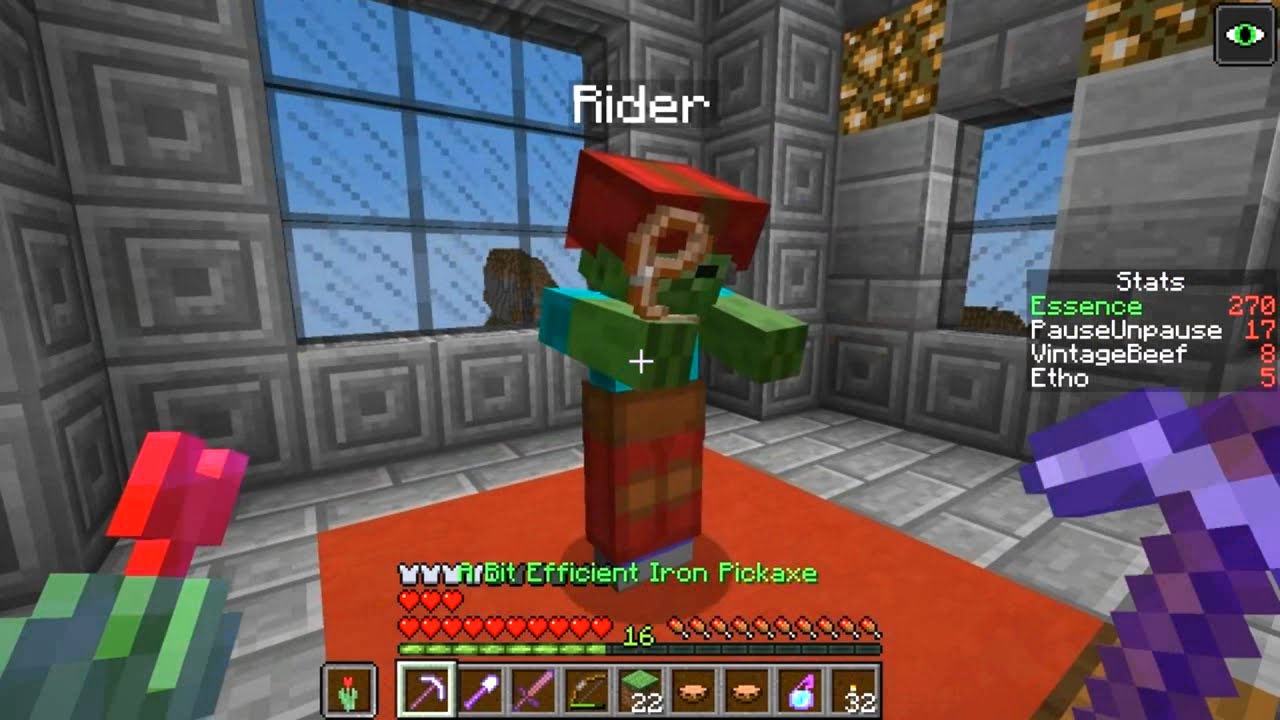 Rider
Stats
Essence 270
PauseUnpause 17
VintageBeef 8
Etho 5
A Bit Efficient Iron Pickaxe
16
22
32